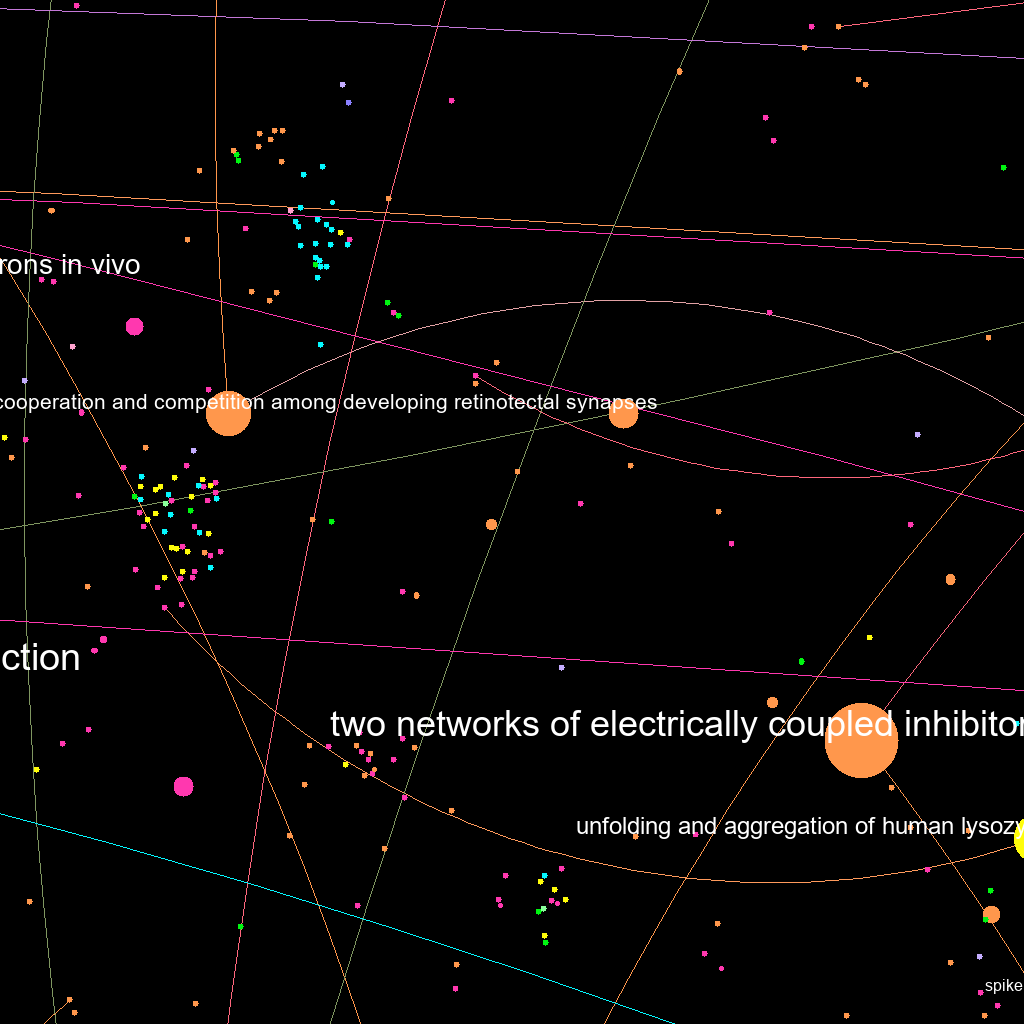 rons in vivo
cooperation and competition among developing retinotectal synapses
ction
two networks of electrically coupled inhibitor
unfolding and aggregation of human lysozy
spike